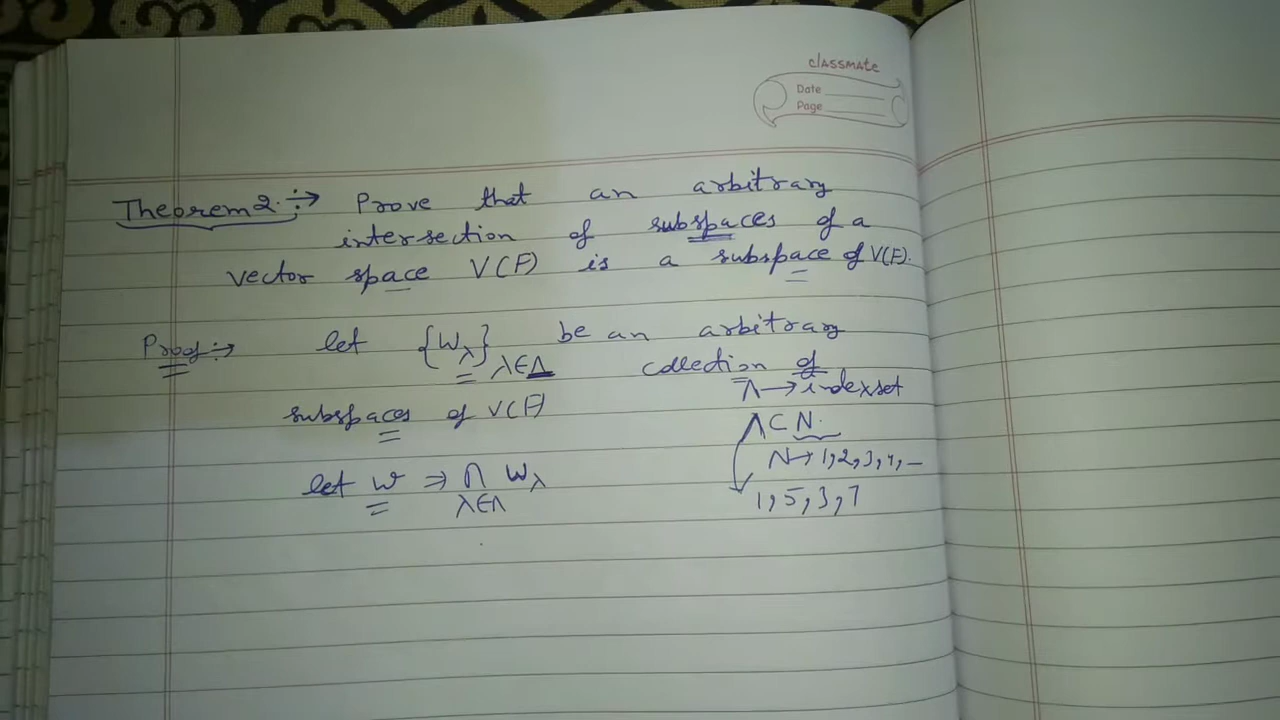 classmate
Date
Page
Theorem 2 :→ Prove that an arbitrary
intersection of subspaces of a
vector space V(F) is a subspace of V(F).
Proof :→ let {Wλ} λ∈Λ be an arbitrary
collection of
subspaces of V(F)
λ → index set
Λ ⊂ N.
N → 1, 2, 3, 4, –
1, 5, 3, 7
let W ⇒ ∩ Wλ
λ∈Λ